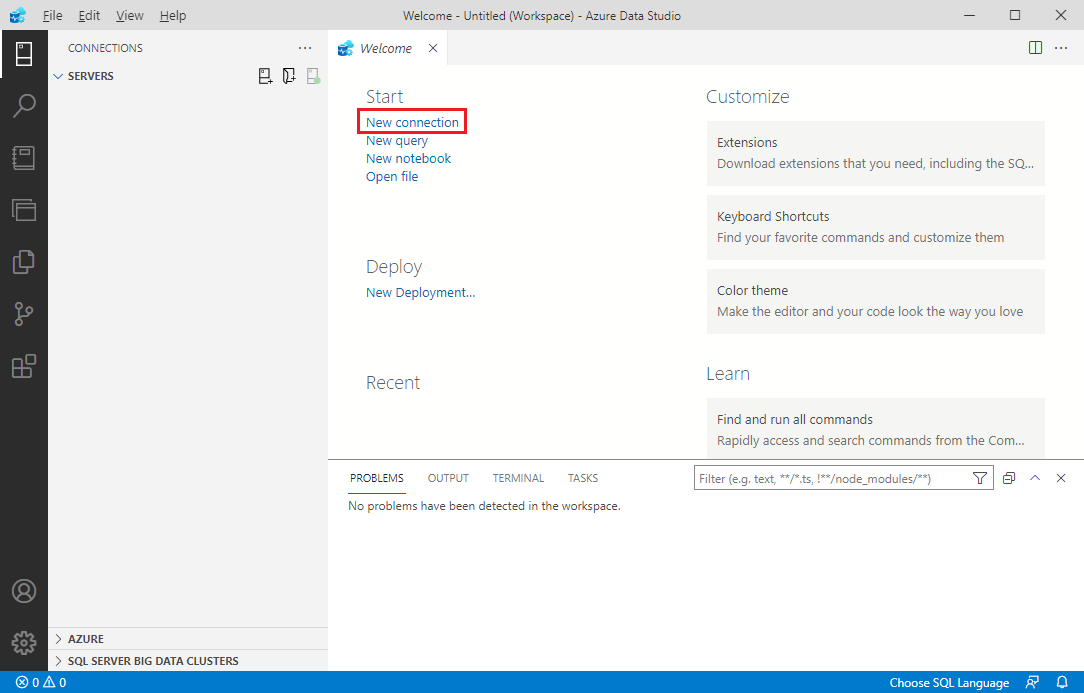 File Edit View Help
Welcome - Untitled (Workspace) - Azure Data Studio
CONNECTIONS
SERVERS
AZURE
SQL SERVER BIG DATA CLUSTERS
Welcome
Start
New connection
New query
New notebook
Open file
Deploy
New Deployment...
Recent
Customize
Extensions
Download extensions that you need, including the SQ...
Keyboard Shortcuts
Find your favorite commands and customize them
Color theme
Make the editor and your code look the way you love
Learn
Find and run all commands
Rapidly access and search commands from the Com...
PROBLEMS OUTPUT TERMINAL TASKS
Filter (e.g. text, **/*.ts, !**/node_modules/**)
No problems have been detected in the workspace.
0 0
Choose SQL Language